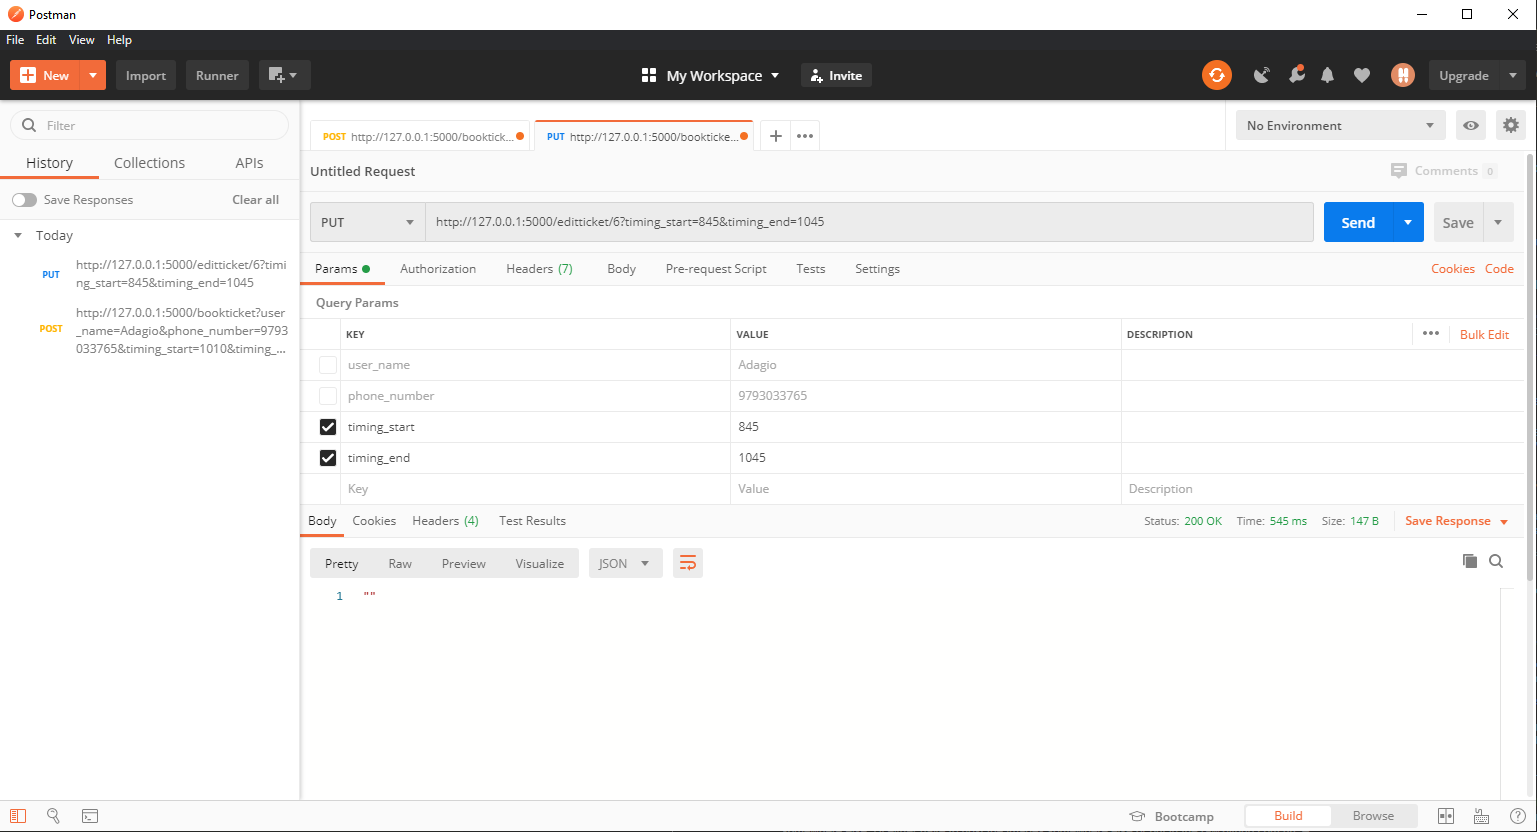 Postman
File Edit View Help
New Import Runner My Workspace Invite Upgrade
Filter
History Collections APIs
Save Responses Clear all
Today
PUT http://127.0.0.1:5000/editticket/6?timi
ng_start=845&timing_end=1045
POST http://127.0.0.1:5000/bookticket?user
_name=Adagio&phone_number=9793
033765&timing_start=1010&timing_...
POST http://127.0.0.1:5000/booktick... PUT http://127.0.0.1:5000/bookticke... + ••• No Environment
Untitled Request Comments 0
PUT http://127.0.0.1:5000/editticket/6?timing_start=845&timing_end=1045 Send Save
Params Authorization Headers (7) Body Pre-request Script Tests Settings Cookies Code
Query Params
KEY VALUE DESCRIPTION ••• Bulk Edit
user_name Adagio
phone_number 9793033765
timing_start 845
timing_end 1045
Key Value Description
Body Cookies Headers (4) Test Results Status: 200 OK Time: 545 ms Size: 147 B Save Response
Pretty Raw Preview Visualize JSON
1 ""
Bootcamp Build Browse